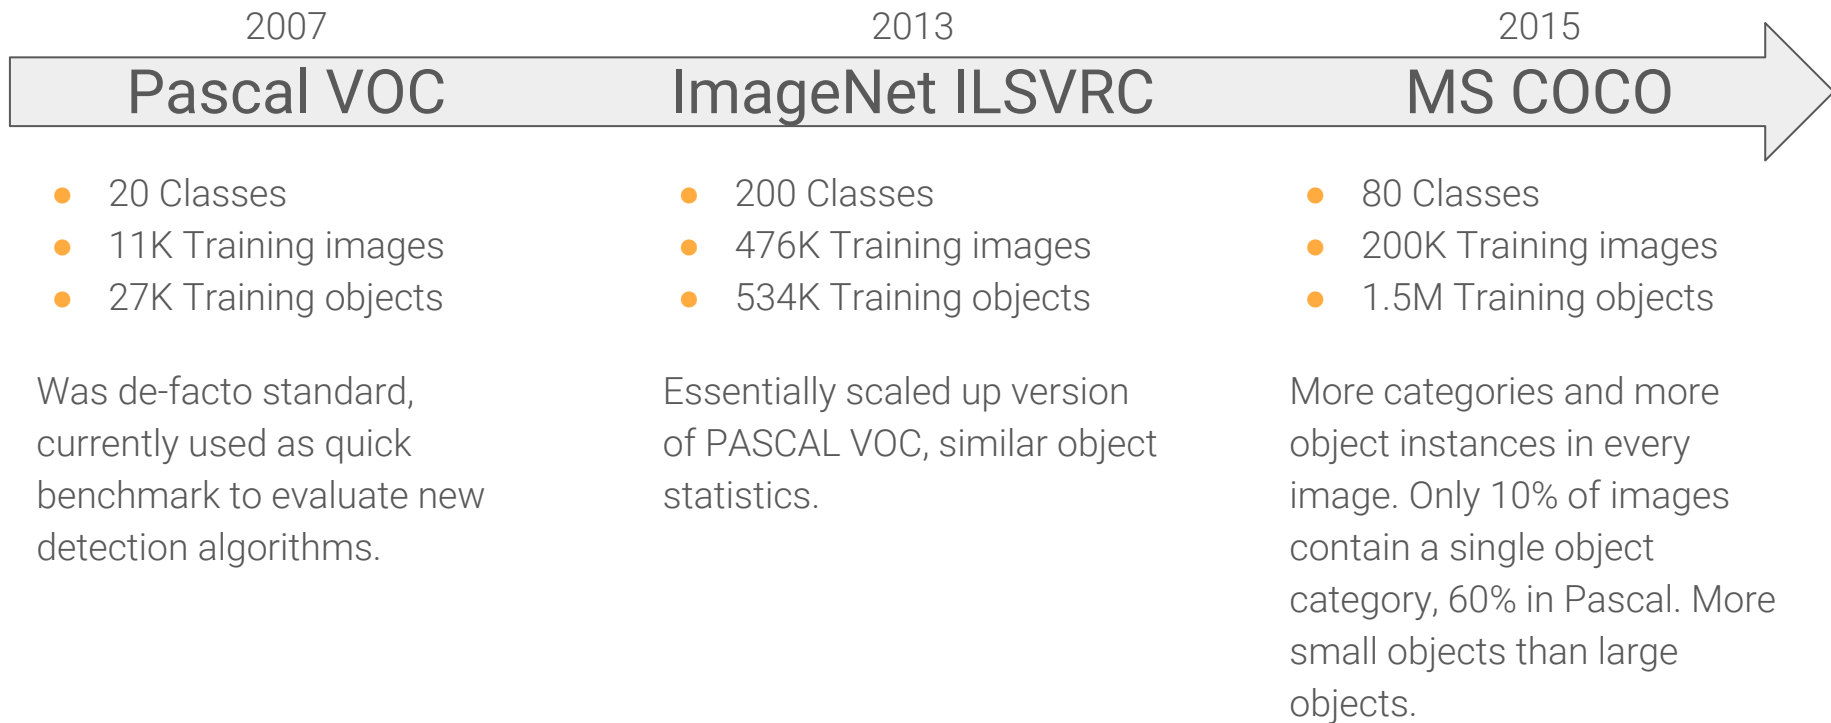 2007
Pascal VOC
20 Classes
11K Training images
27K Training objects
Was de-facto standard,
currently used as quick
benchmark to evaluate new
detection algorithms.
2013
ImageNet ILSVRC
200 Classes
476K Training images
534K Training objects
Essentially scaled up version
of PASCAL VOC, similar object
statistics.
2015
MS COCO
80 Classes
200K Training images
1.5M Training objects
More categories and more
object instances in every
image. Only 10% of images
contain a single object
category, 60% in Pascal. More
small objects than large
objects.